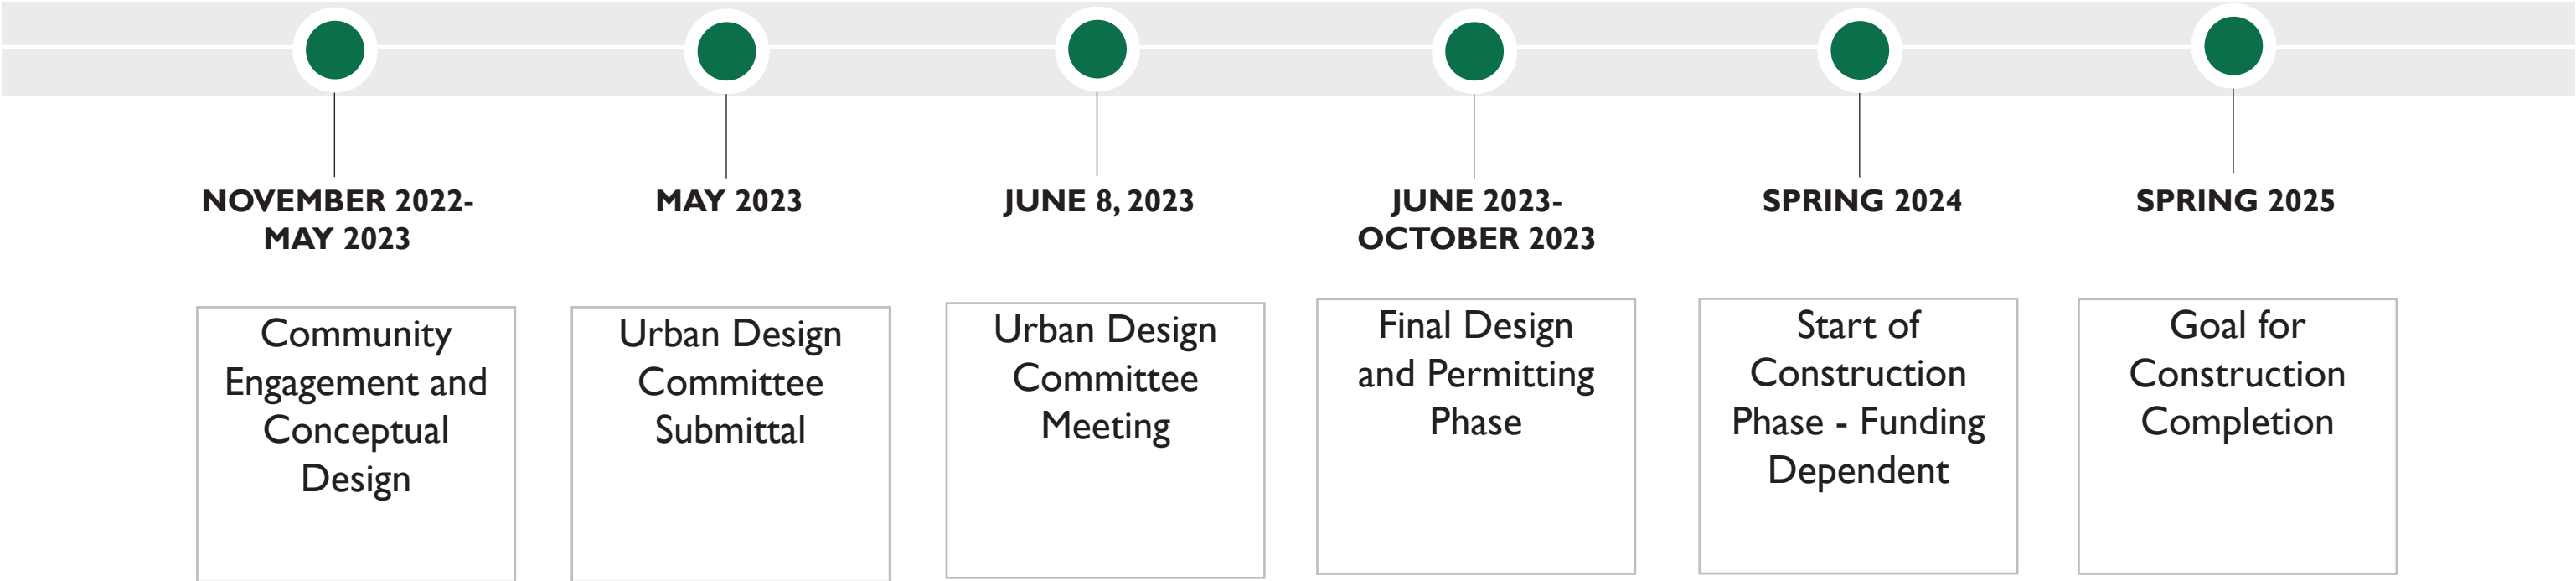 NOVEMBER 2022-
MAY 2023
Community
Engagement and
Conceptual
Design
MAY 2023
Urban Design
Committee
Submittal
JUNE 8, 2023
Urban Design
Committee
Meeting
JUNE 2023-
OCTOBER 2023
Final Design
and Permitting
Phase
SPRING 2024
Start of
Construction
Phase - Funding
Dependent
SPRING 2025
Goal for
Construction
Completion